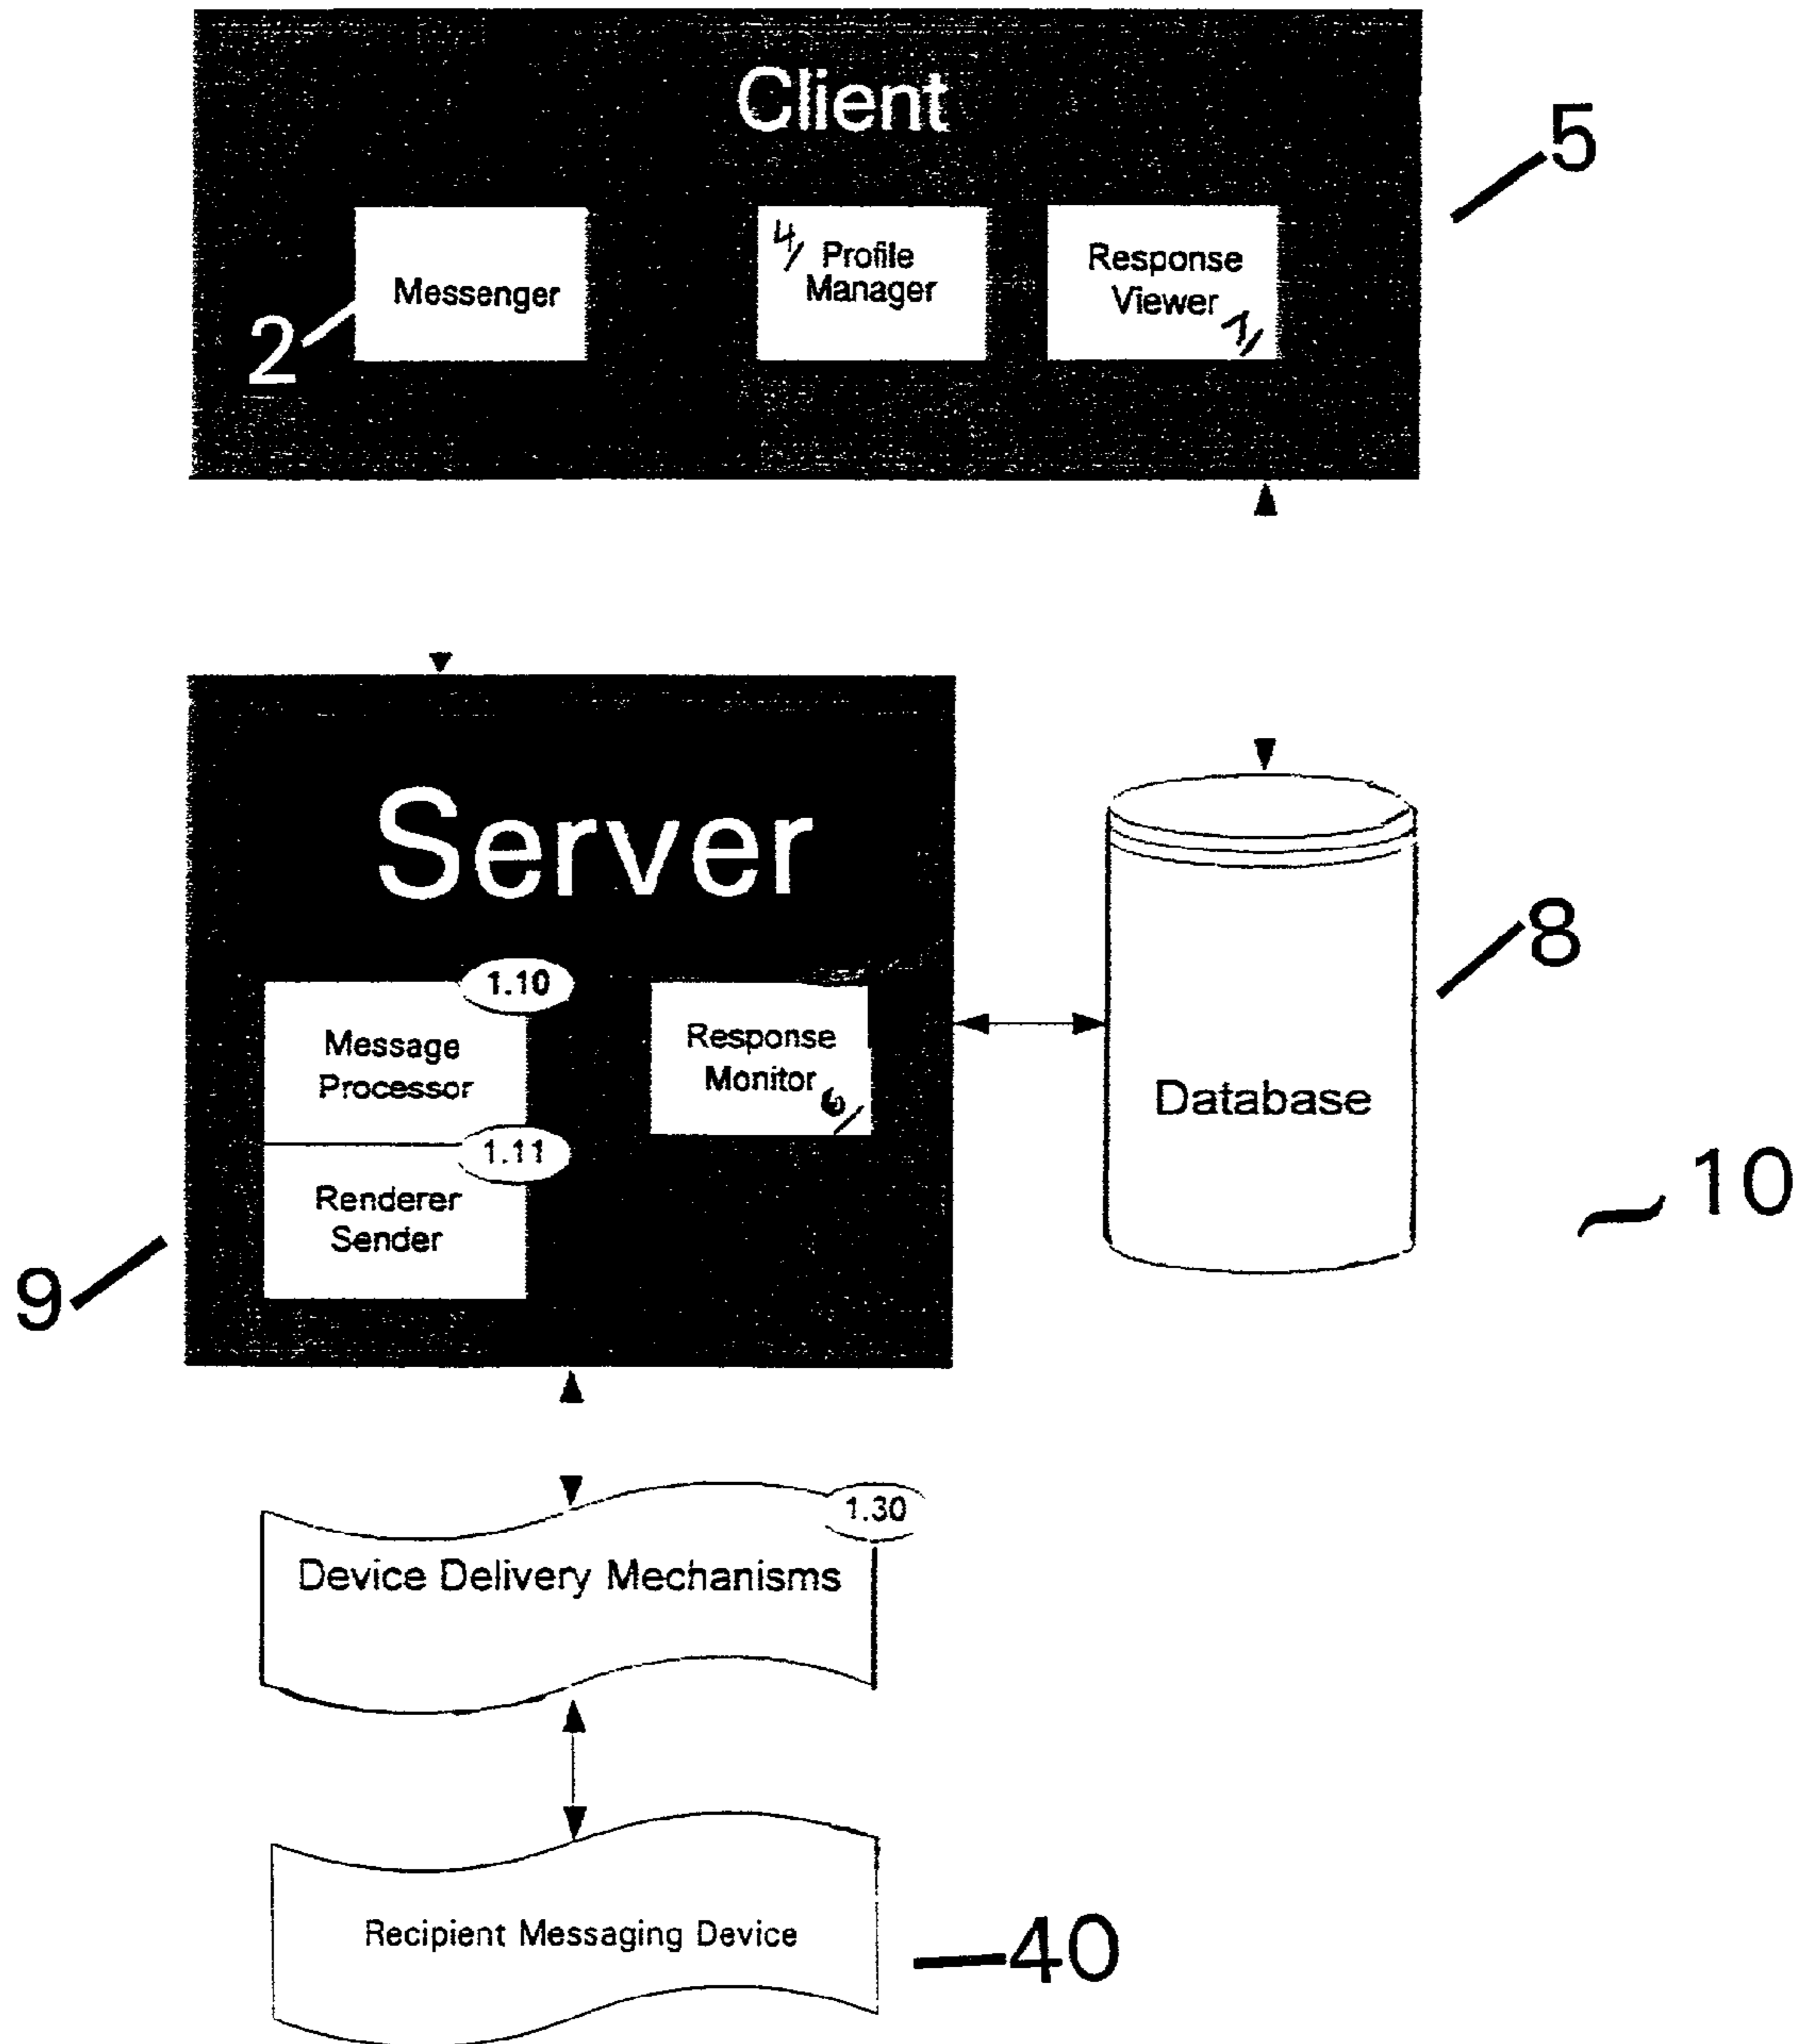 Client
5
Messenger
2
4
Profile
Manager
Response
Viewer
7
Server
1.10
Message
Processor
1.11
Renderer
Sender
Response
Monitor
6
9
Database
8
10
1.30
Device Delivery Mechanisms
Recipient Messaging Device
40